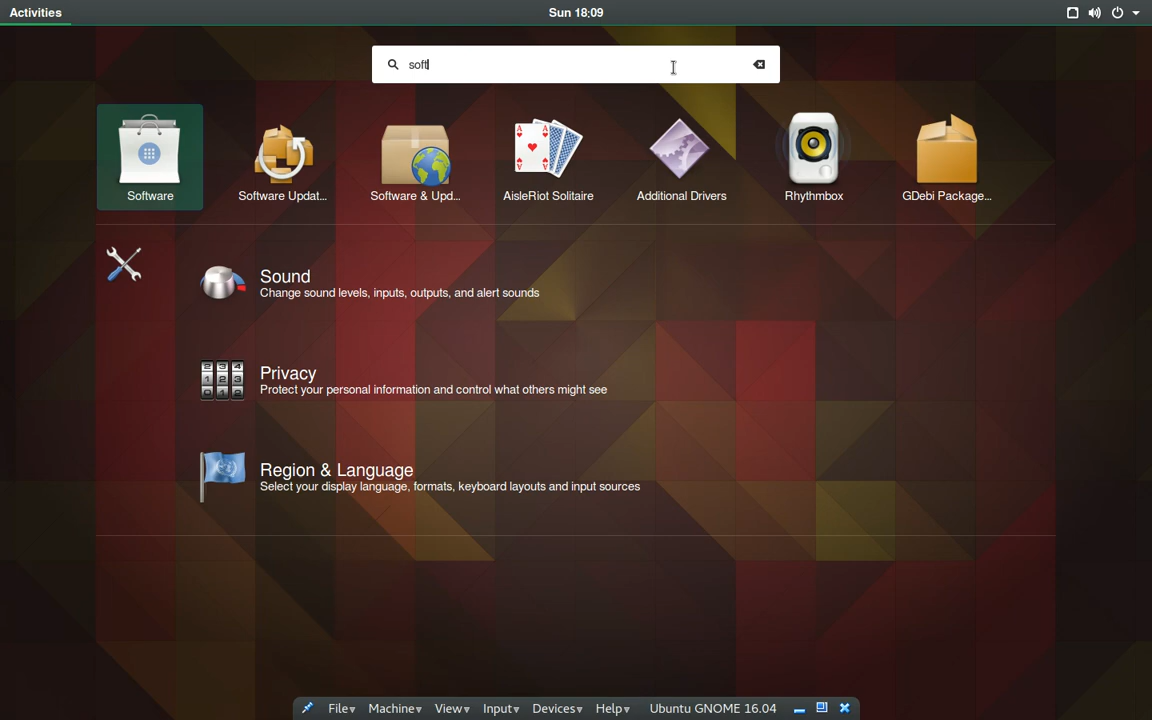 Activities
Sun 18:09
soft
Software
Software Updat...
Software & Upd...
AisleRiot Solitaire
Additional Drivers
Rhythmbox
GDebi Package...
Sound
Change sound levels, inputs, outputs, and alert sounds
Privacy
Protect your personal information and control what others might see
Region & Language
Select your display language, formats, keyboard layouts and input sources
File Machine View Input Devices Help Ubuntu GNOME 16.04